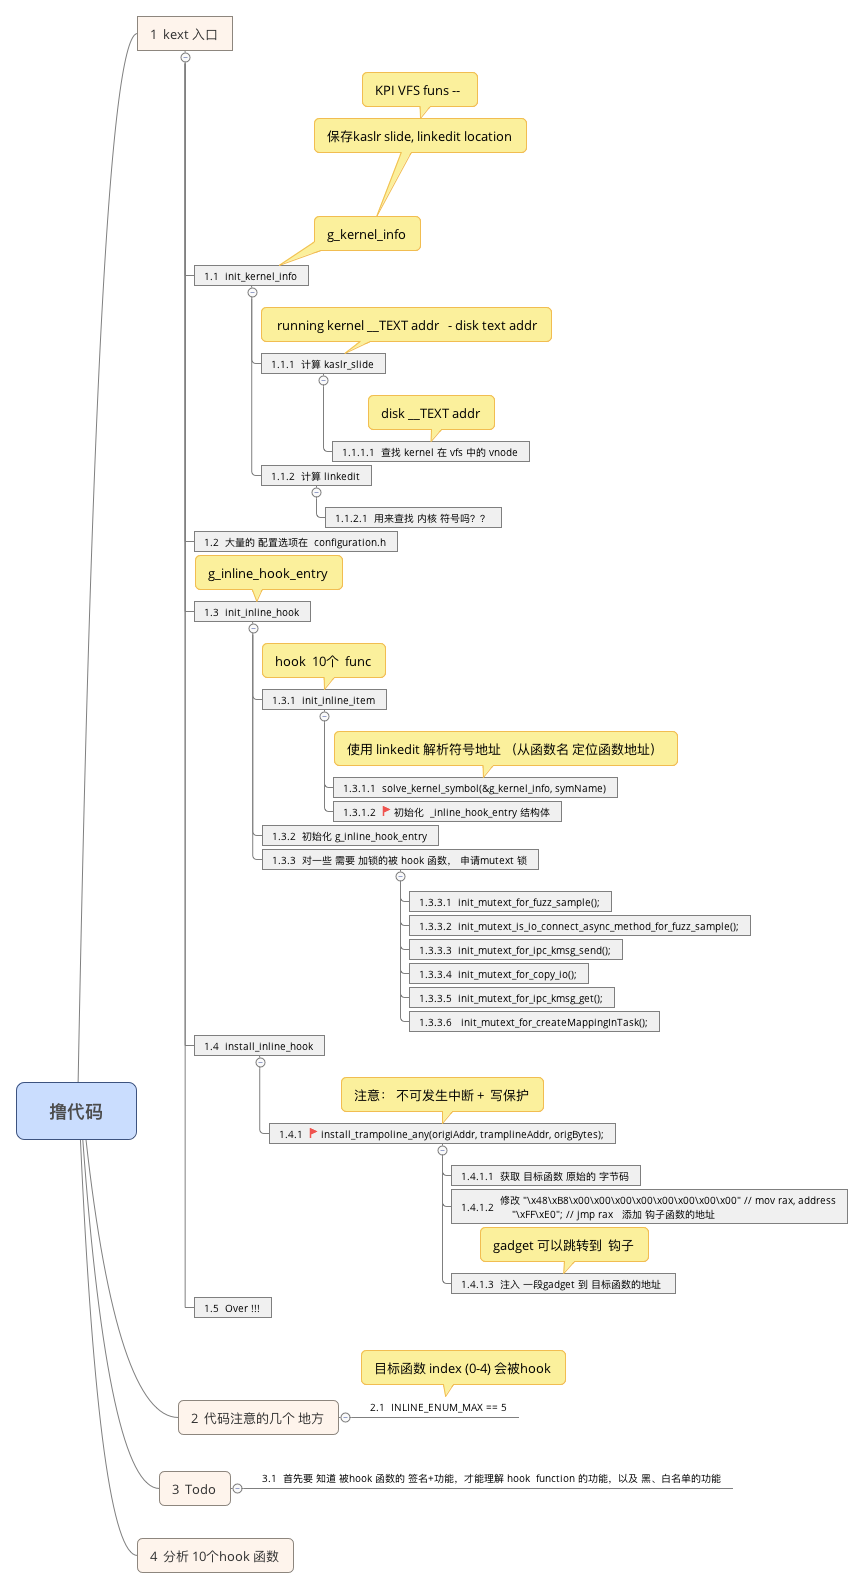 1 kext 入口
KPI VFS funs --
保存kaslr slide, linkedit location
g_kernel_info
1.1 init_kernel_info
running kernel __TEXT addr - disk text addr
1.1.1 计算 kaslr_slide
disk __TEXT addr
1.1.1.1 查找 kernel 在 vfs 中的 vnode
1.1.2 计算 linkedit
1.1.2.1 用来查找 内核 符号吗？？
1.2 大量的 配置选项在 configuration.h
g_inline_hook_entry
1.3 init_inline_hook
hook 10个 func
1.3.1 init_inline_item
使用 linkedit 解析符号地址 （从函数名 定位函数地址）
1.3.1.1 solve_kernel_symbol(&g_kernel_info, symName)
1.3.1.2 初始化 _inline_hook_entry 结构体
1.3.2 初始化 g_inline_hook_entry
1.3.3 对一些 需要 加锁的被 hook 函数， 申请mutext 锁
1.3.3.1 init_mutext_for_fuzz_sample();
1.3.3.2 init_mutext_is_io_connect_async_method_for_fuzz_sample();
1.3.3.3 init_mutext_for_ipc_kmsg_send();
1.3.3.4 init_mutext_for_copy_io();
1.3.3.5 init_mutext_for_ipc_kmsg_get();
1.3.3.6 init_mutext_for_createMappingInTask();
1.4 install_inline_hook
撸代码
注意： 不可发生中断 + 写保护
1.4.1 install_trampoline_any(origiAddr, tramplineAddr, origBytes);
1.4.1.1 获取 目标函数 原始的 字节码
1.4.1.2 修改 "\x48\xB8\x00\x00\x00\x00\x00\x00\x00\x00" // mov rax, address
"\xFF\xE0"; // jmp rax 添加 钩子函数的地址
gadget 可以跳转到 钩子
1.4.1.3 注入 一段gadget 到 目标函数的地址
1.5 Over !!!
目标函数 index (0-4) 会被hook
2 代码注意的几个 地方
2.1 INLINE_ENUM_MAX == 5
3 Todo
3.1 首先要 知道 被hook 函数的 签名+功能，才能理解 hook function 的功能，以及 黑、白名单的功能
4 分析 10个hook 函数